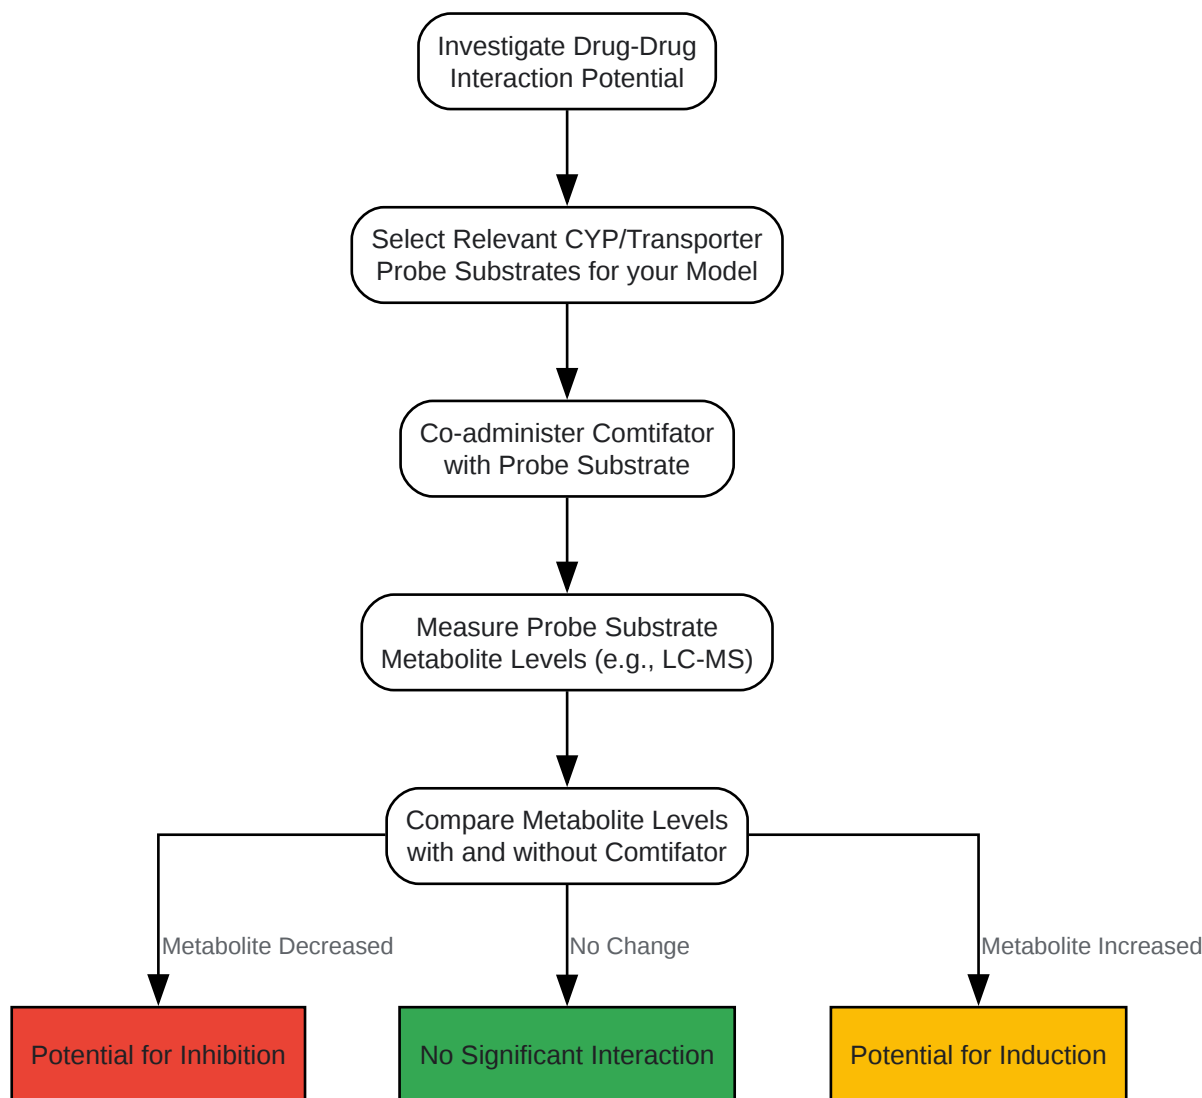 Investigate Drug-Drug
Interaction Potential
Select Relevant CYP/Transporter
Probe Substrates for your Model
Co-administer Comtifator
with Probe Substrate
Measure Probe Substrate
Metabolite Levels (e.g., LC-MS)
Compare Metabolite Levels
with and without Comtifator
Metabolite Decreased
No Change
Metabolite Increased
Potential for Inhibition
No Significant Interaction
Potential for Induction